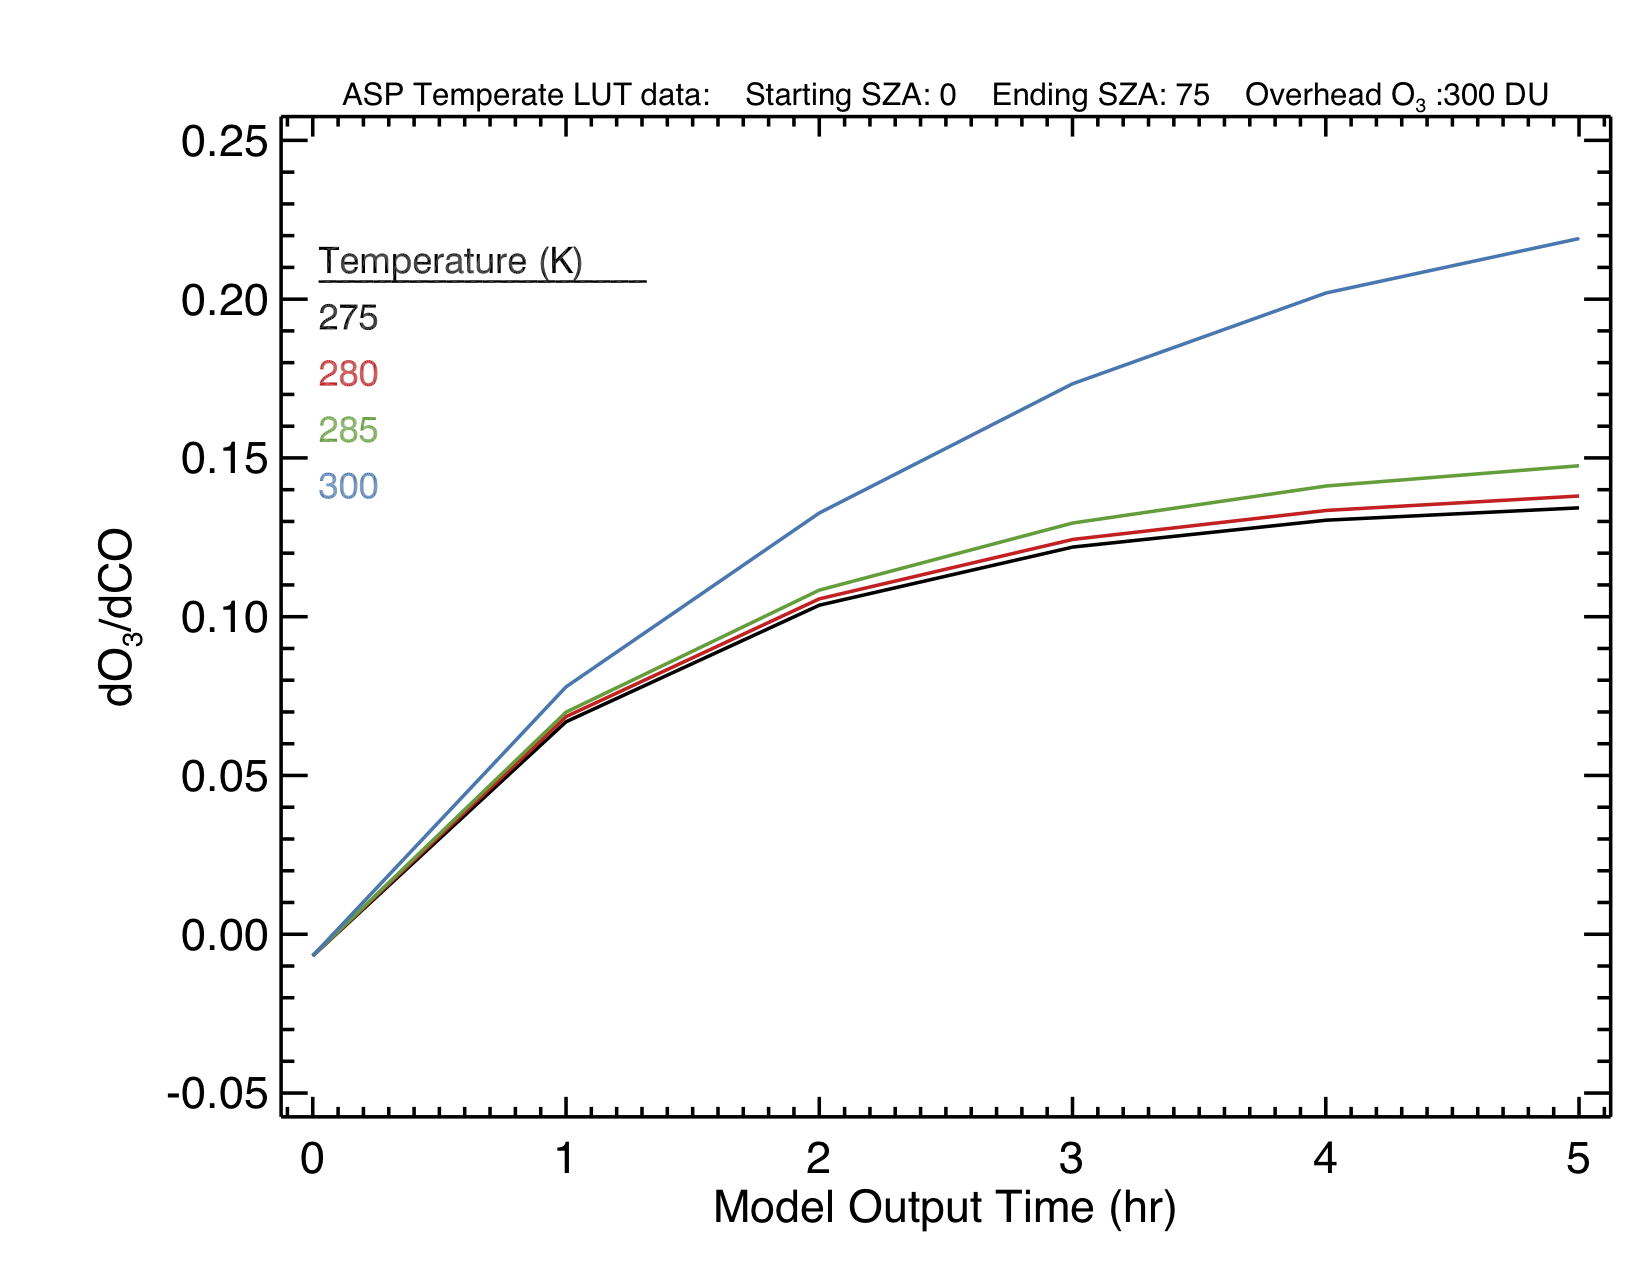 ASP Temperate LUT data: Starting SZA: 0 Ending SZA: 75 Overhead O3 :300 DU
0.25
0.20
0.15
0.10
0.05
0.00
-0.05
dO3/dCO
Temperature (K)
275
280
285
300
0 1 2 3 4 5
Model Output Time (hr)